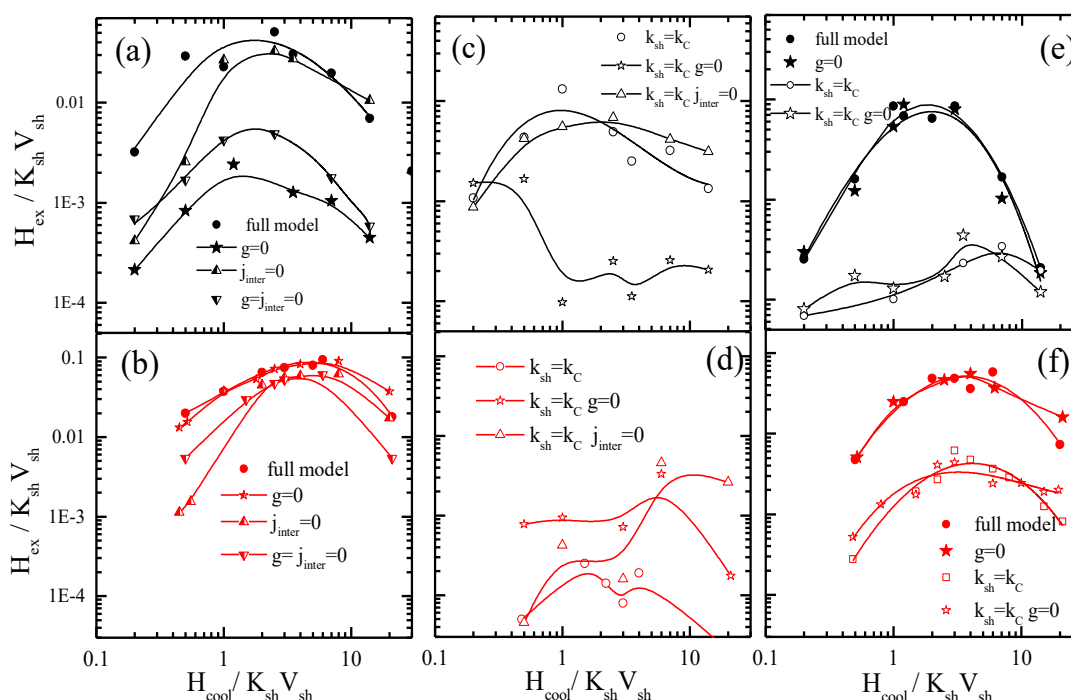 (a)
H_ex / K_sh V_sh
0.01
1E-3
1E-4
full model
g=0
j_inter=0
g=j_inter=0
(c)
k_sh=k_C
k_sh=k_C g=0
k_sh=k_C j_inter=0
(e)
full model
g=0
k_sh=k_C
k_sh=k_C g=0
(b)
H_ex / K_sh V_sh
0.1
0.01
1E-3
1E-4
full model
g=0
j_inter=0
g= j_inter=0
0.1 1 10
H_cool / K_sh V_sh
(d)
k_sh=k_C
k_sh=k_C g=0
k_sh=k_C j_inter=0
0.1 1 10
H_cool / K_sh V_sh
(f)
full model
g=0
k_sh=k_C
k_sh=k_C g=0
0.1 1 10
H_cool / K_sh V_sh